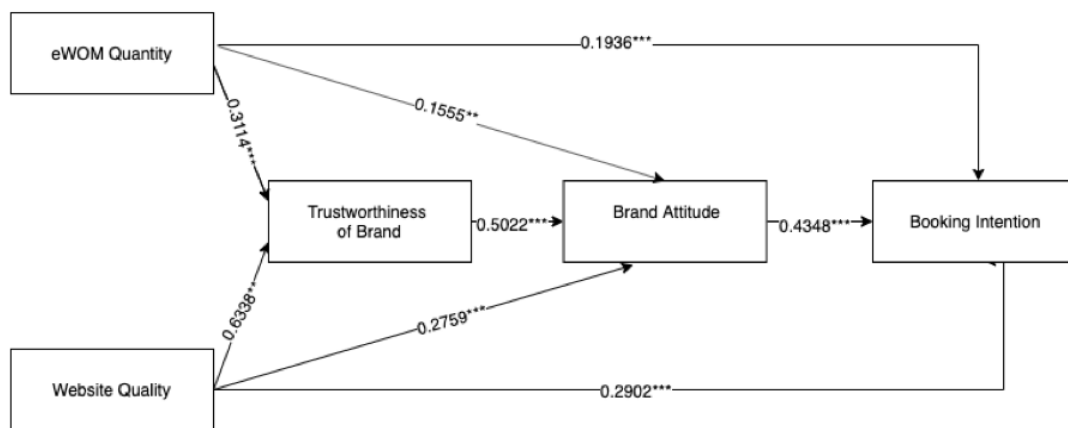 eWOM Quantity
0.1936***
0.1555**
0.3114***
Trustworthiness
of Brand
0.5022***
Brand Attitude
0.4348***
Booking Intention
0.6338**
0.2759***
Website Quality
0.2902***